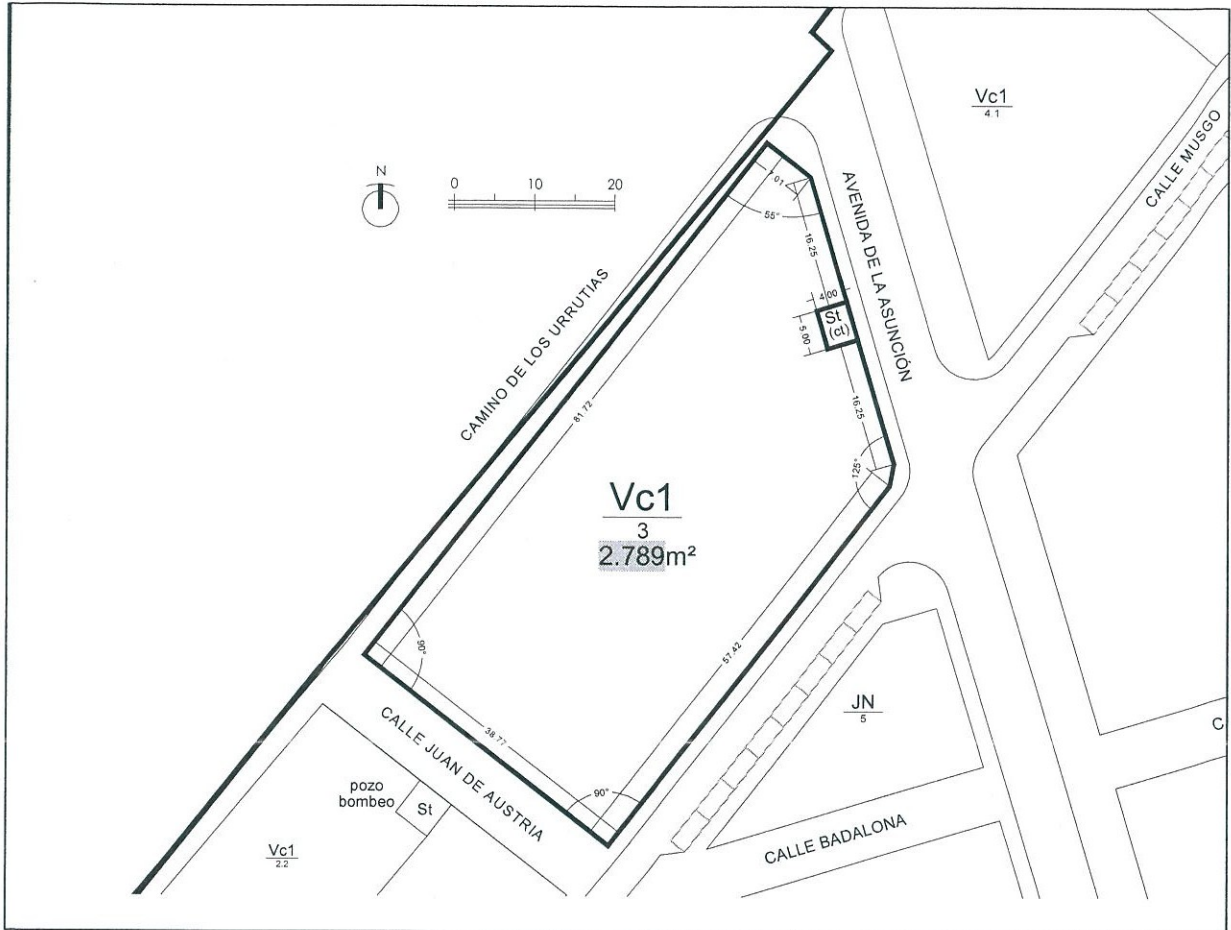 Vc1
4.1
CALLE MUSGO
N
0 10 20
7.01
55°
AVENIDA DE LA ASUNCIÓN
16.25
4.00
St
(ct)
5.00
CAMINO DE LOS URRUTIAS
81.72
16.25
125°
Vc1
3
2.789m²
90°
57.42
JN
5
C
CALLE JUAN DE AUSTRIA
38.77
90°
pozo
bombeo
St
CALLE BADALONA
Vc1
2.2